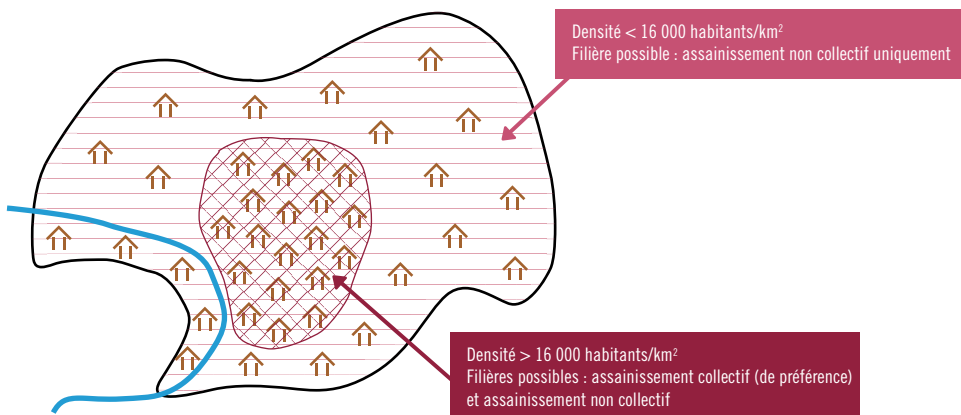 Densité < 16 000 habitants/km²
Filière possible : assainissement non collectif uniquement
Densité > 16 000 habitants/km²
Filières possibles : assainissement collectif (de préférence)
et assainissement non collectif